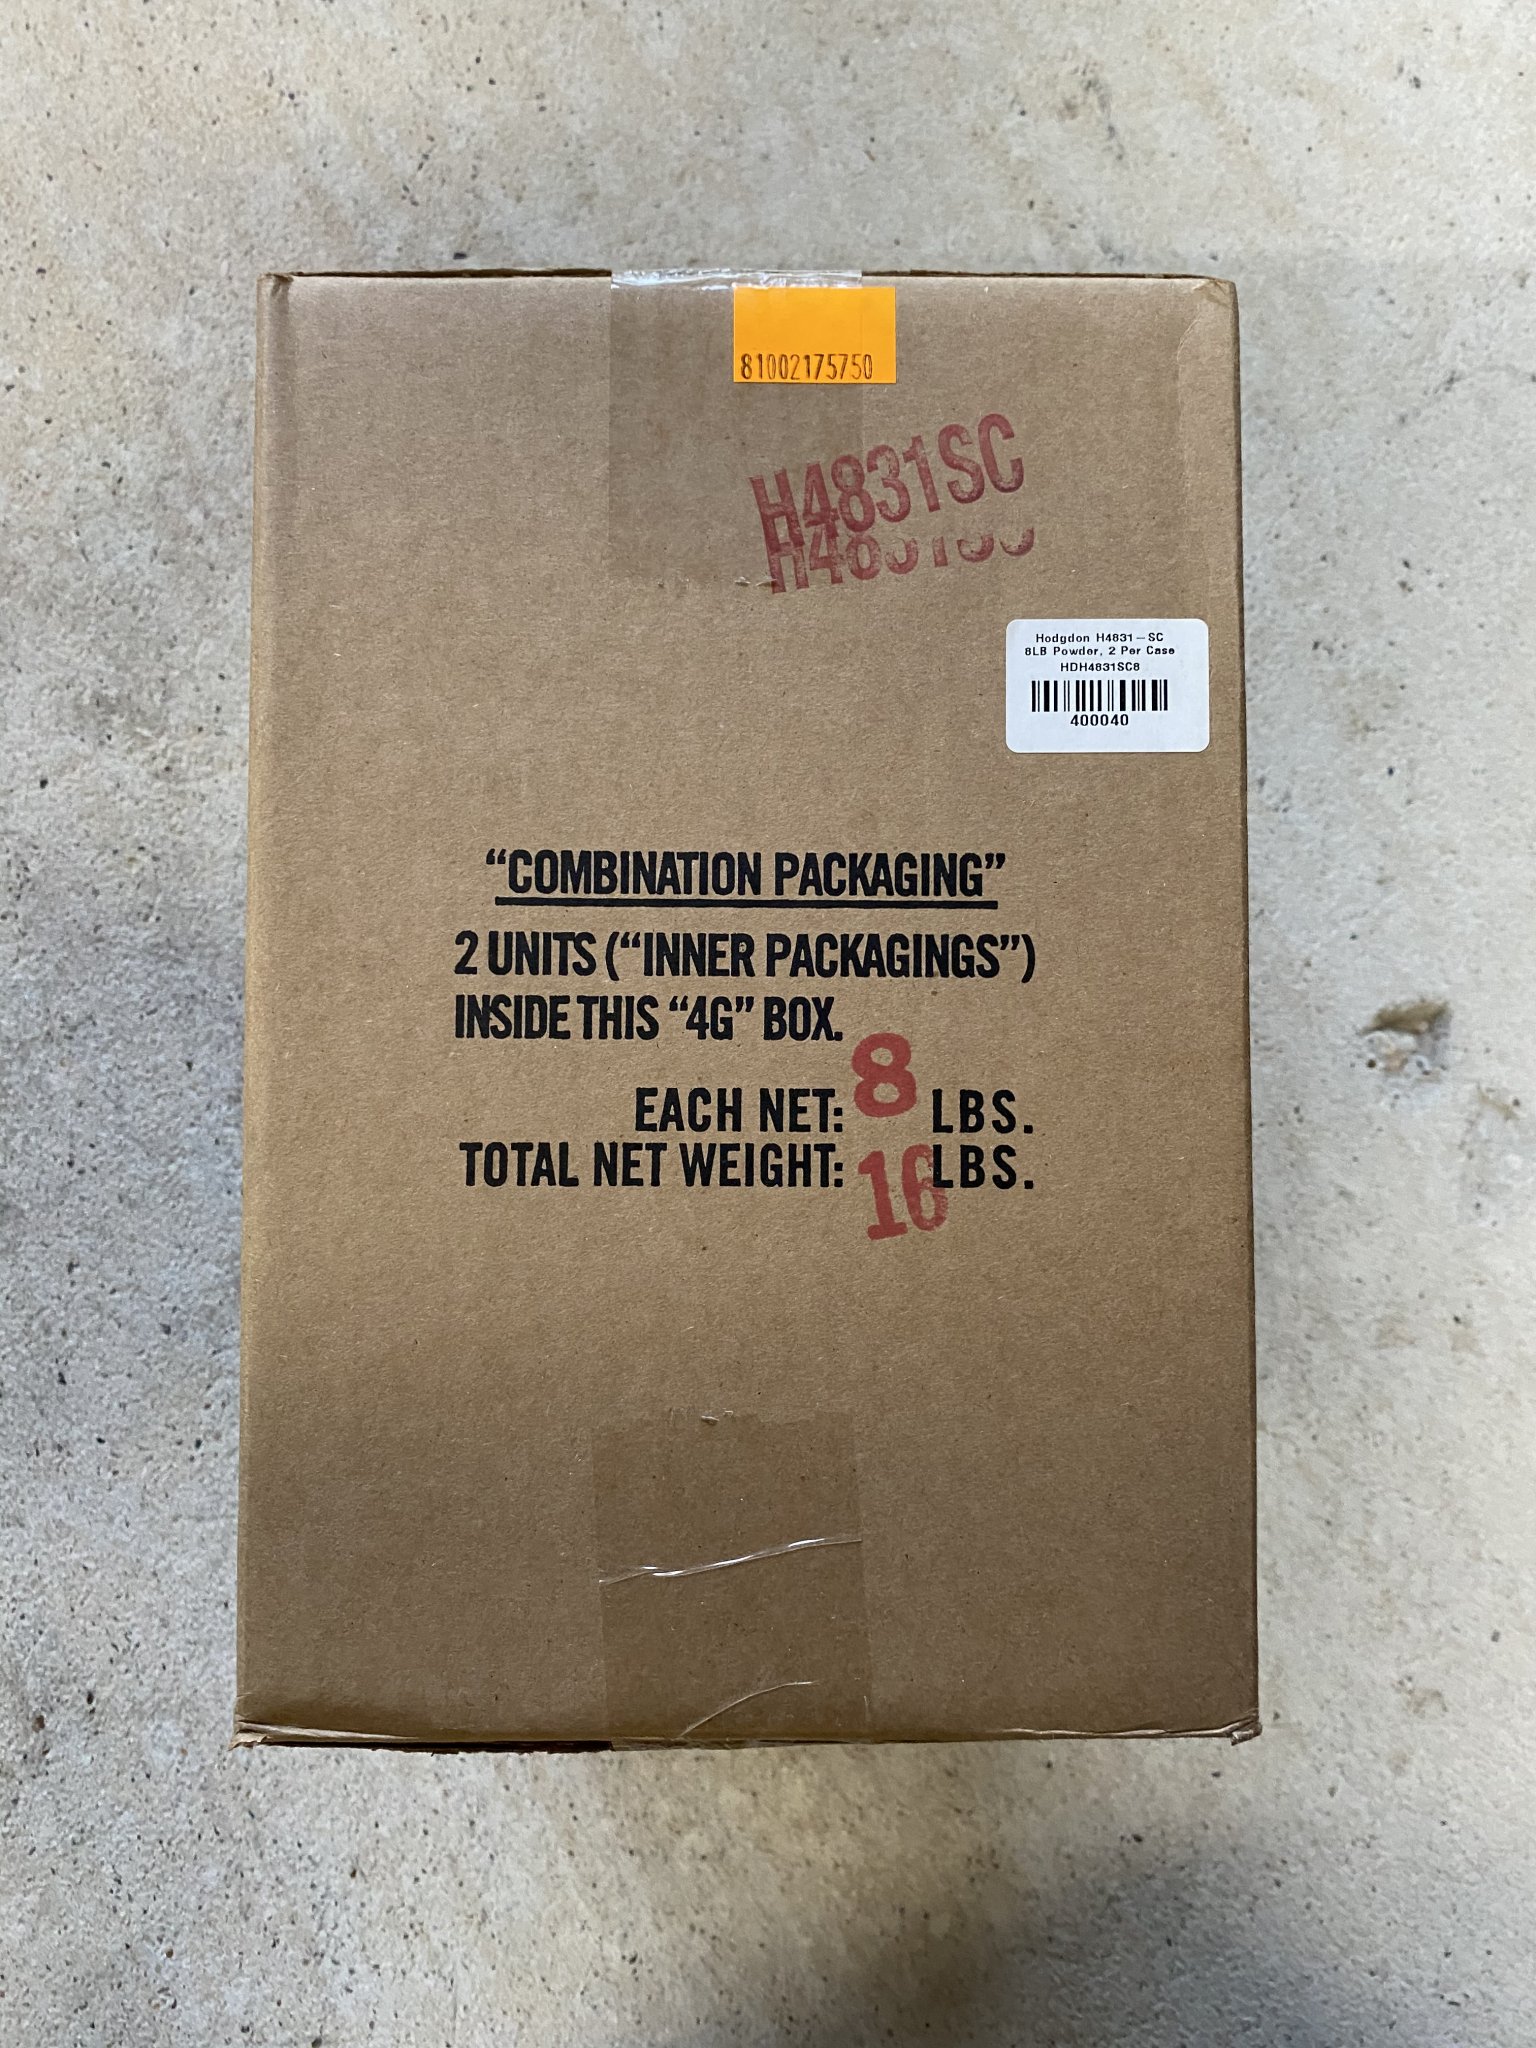 81002175750
H4831SC
H4831SC
Hodgdon H4831-SC
8LB Powder, 2 Per Case
HDH4831SC8
400040
“COMBINATION PACKAGING”
2 UNITS (“INNER PACKAGINGS”)
INSIDE THIS “4G” BOX.
EACH NET: 8 LBS.
TOTAL NET WEIGHT: 16 LBS.